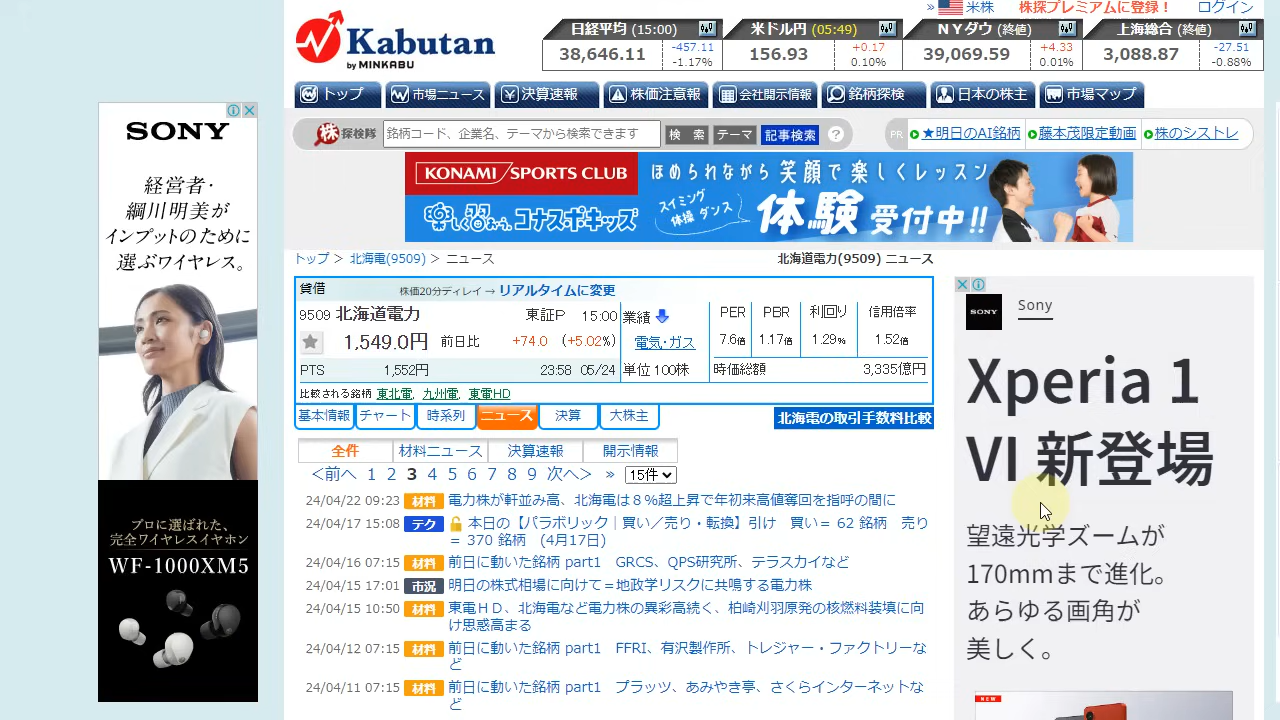 » 米株 株探プレミアムに登録！ ログイン
Kabutan
by MINKABU
日経平均 (15:00)
38,646.11
-457.11
-1.17%
米ドル円 (05:49)
156.93
+0.17
0.10%
ＮＹダウ (終値)
39,069.59
+4.33
0.01%
上海総合 (終値)
3,088.87
-27.51
-0.88%
トップ 市場ニュース 決算速報 株価注意報 会社開示情報 銘柄探検 日本の株主 市場マップ
株探検隊 銘柄コード、企業名、テーマから検索できます 検 索 テーマ 記事検索 ?
PR ★明日のAI銘柄 藤本茂限定動画 株のシストレ
SONY
経営者・
綱川明美が
インプットのために
選ぶワイヤレス。
プロに選ばれた、
完全ワイヤレスイヤホン
WF-1000XM5
KONAMI SPORTS CLUB
ほめられながら 笑顔で 楽しくレッスン
スイミング
体操 ダンス
体験 受付中!!
トップ > 北海電(9509) > ニュース
北海道電力(9509) ニュース
貸借 株価20分ディレイ → リアルタイムに変更
9509 北海道電力 東証P 15:00
1,549.0円 前日比 +74.0 (+5.02%)
PTS 1,552円 23:58 05/24
業績
電気･ガス
単位 100株
PER PBR 利回り 信用倍率
7.6倍 1.17倍 1.29% 1.52倍
時価総額 3,335億円
比較される銘柄 東北電, 九州電, 東電HD
基本情報 チャート 時系列 ニュース 決算 大株主
北海電の取引手数料比較
全件 材料ニュース 決算速報 開示情報
＜前へ 1 2 3 4 5 6 7 8 9 次へ＞ » 15件
24/04/22 09:23 材料 電力株が軒並み高、北海電は８％超上昇で年初来高値奪回を指呼の間に
24/04/17 15:08 テク 本日の【パラボリック｜買い／売り・転換】引け 買い＝ 62 銘柄 売り
＝ 370 銘柄 (4月17日)
24/04/16 07:15 材料 前日に動いた銘柄 part1 GRCS、QPS研究所、テラスカイなど
24/04/15 17:01 市況 明日の株式相場に向けて＝地政学リスクに共鳴する電力株
24/04/15 10:50 材料 東電ＨＤ、北海電など電力株の異彩高続く、柏崎刈羽原発の核燃料装填に向
け思惑高まる
24/04/12 07:15 材料 前日に動いた銘柄 part1 FFRI、有沢製作所、トレジャー・ファクトリーな
ど
24/04/11 07:15 材料 前日に動いた銘柄 part1 プラッツ、あみやき亭、さくらインターネットな
ど
SONY
Sony
Xperia 1
VI 新登場
望遠光学ズームが
170mmまで進化。
あらゆる画角が
美しく。
NEW